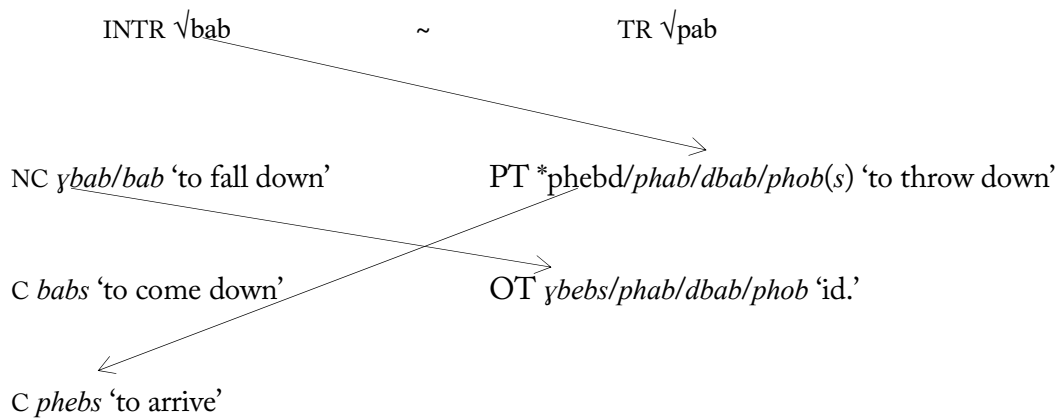 INTR √bab ~ TR √pab
NC ɣbab/bab ‘to fall down’ PT *phebd/phab/dbab/phob(s) ‘to throw down’
C babs ‘to come down’ OT ɣbebs/phab/dbab/phob ‘id.’
C phebs ‘to arrive’